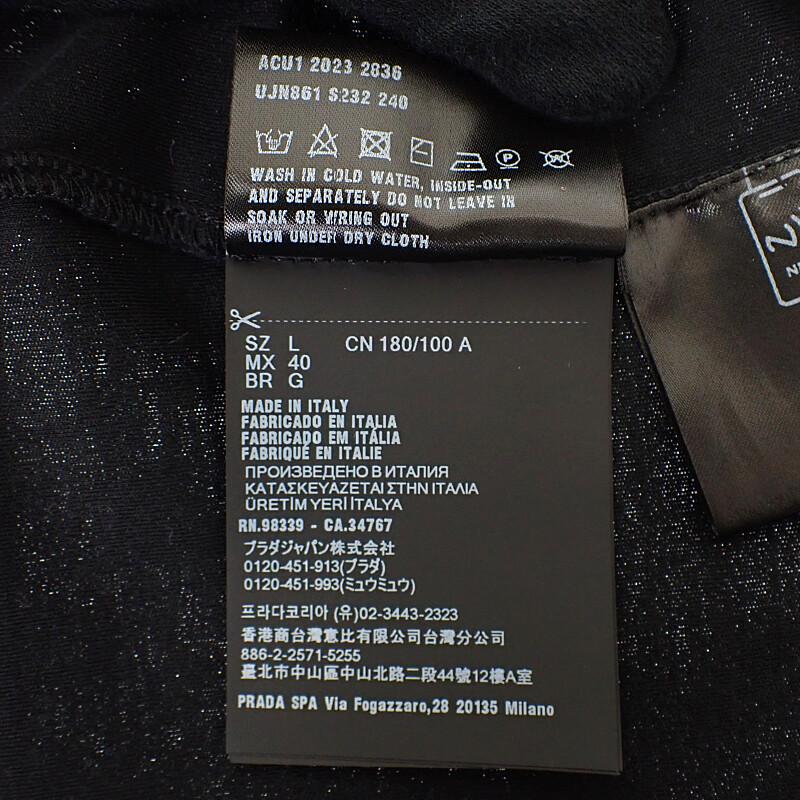 ACU1 2023 2836
UJN861 S232 240
WASH IN COLD WATER, INSIDE-OUT
AND SEPARATELY DO NOT LEAVE IN
SOAK OR WRING OUT
IRON UNDER DRY CLOTH
SZ L CN 180/100 A
MX 40
BR G
MADE IN ITALY
FABRICADO EN ITALIA
FABRICADO EM ITÁLIA
FABRIQUÉ EN ITALIE
ПРОИЗВЕДЕНО В ИТАЛИЯ
ΚΑΤΑΣΚΕΥΑΖΕΤΑΙ ΣΤΗΝ ΙΤΑΛΙΑ
ÜRETİM YERİ İTALYA
RN.98339 - CA.34767
プラダジャパン株式会社
0120-451-913(プラダ)
0120-451-993(ミュウミュウ)
프라다코리아 (유)02-3443-2323
香港商台灣意比有限公司台灣分公司
886-2-2571-5255
臺北市中山區中山北路二段44號12樓A室
PRADA SPA Via Fogazzaro,28 20135 Milano